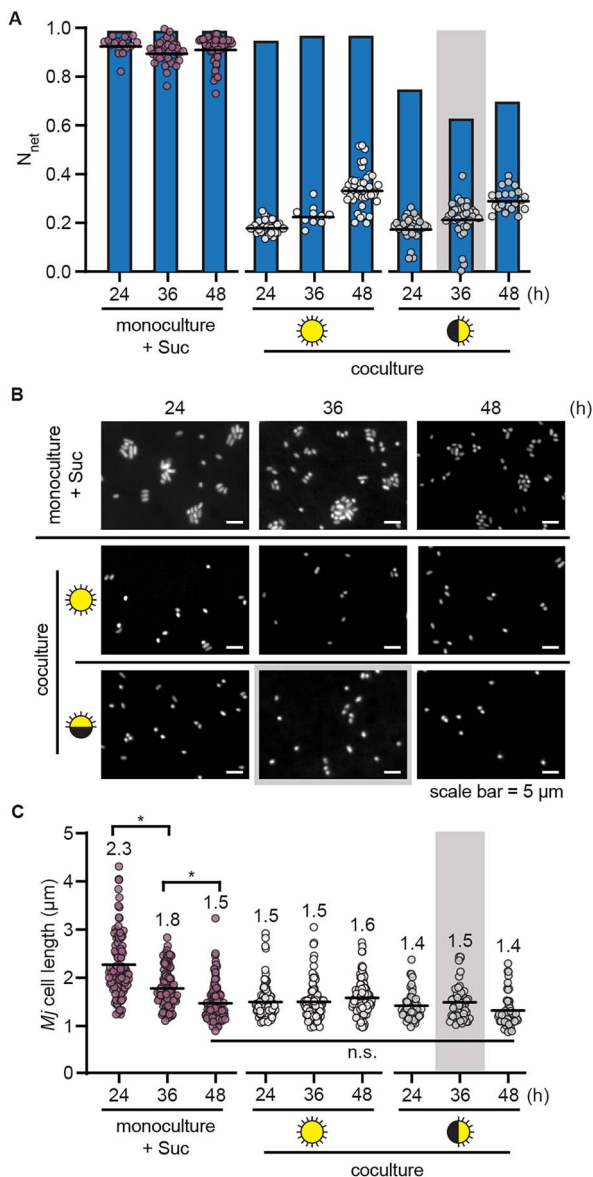 A
N_net
1.0
0.8
0.6
0.4
0.2
0.0
24 36 48 24 36 48 24 36 48 (h)
monoculture
+ Suc
coculture
B
24 36 48 (h)
monoculture
+ Suc
coculture
scale bar = 5 µm
C
Mj cell length (µm)
5
4
3
2
1
0
* *
2.3 1.8 1.5 1.5 1.5 1.6 1.4 1.5 1.4
n.s.
24 36 48 24 36 48 24 36 48 (h)
monoculture
+ Suc
coculture